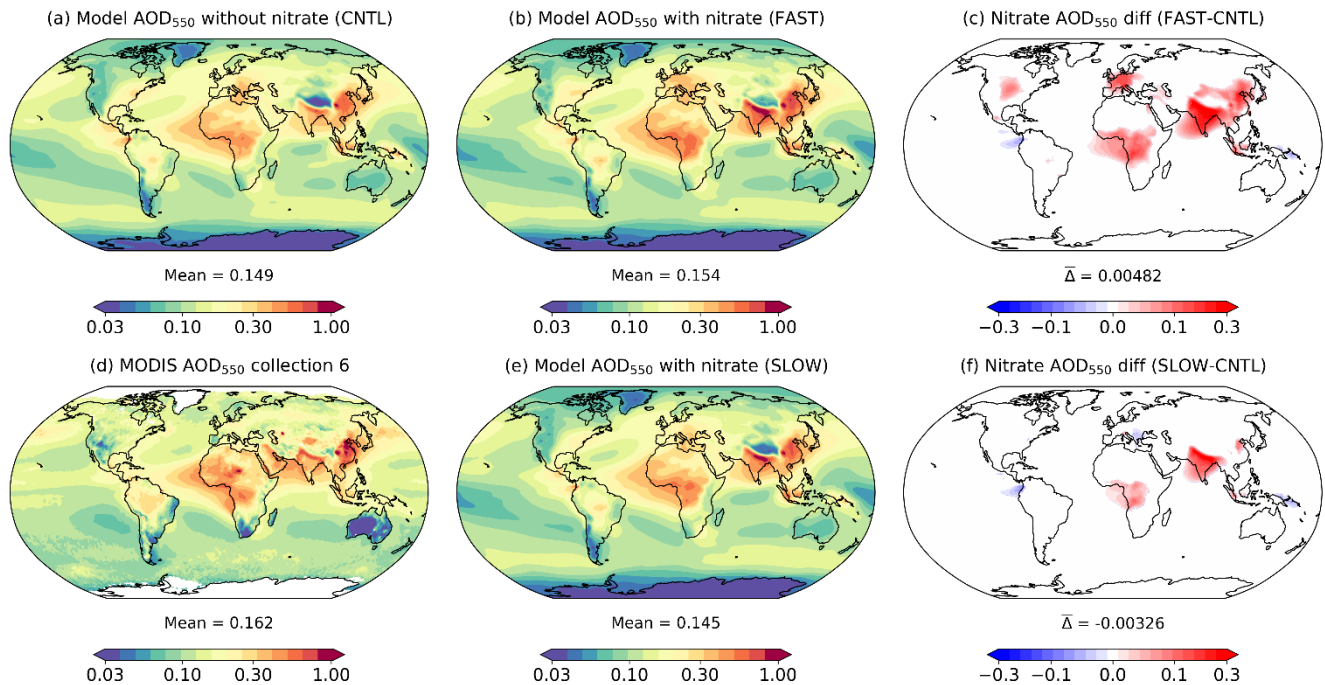 (a) Model AOD₅₅₀ without nitrate (CNTL)
(b) Model AOD₅₅₀ with nitrate (FAST)
(c) Nitrate AOD₅₅₀ diff (FAST-CNTL)
Mean = 0.149
Mean = 0.154
Δ̅ = 0.00482
0.03 0.10 0.30 1.00
0.03 0.10 0.30 1.00
−0.3 −0.1 0.0 0.1 0.3
(d) MODIS AOD₅₅₀ collection 6
(e) Model AOD₅₅₀ with nitrate (SLOW)
(f) Nitrate AOD₅₅₀ diff (SLOW-CNTL)
Mean = 0.162
Mean = 0.145
Δ̅ = -0.00326
0.03 0.10 0.30 1.00
0.03 0.10 0.30 1.00
−0.3 −0.1 0.0 0.1 0.3